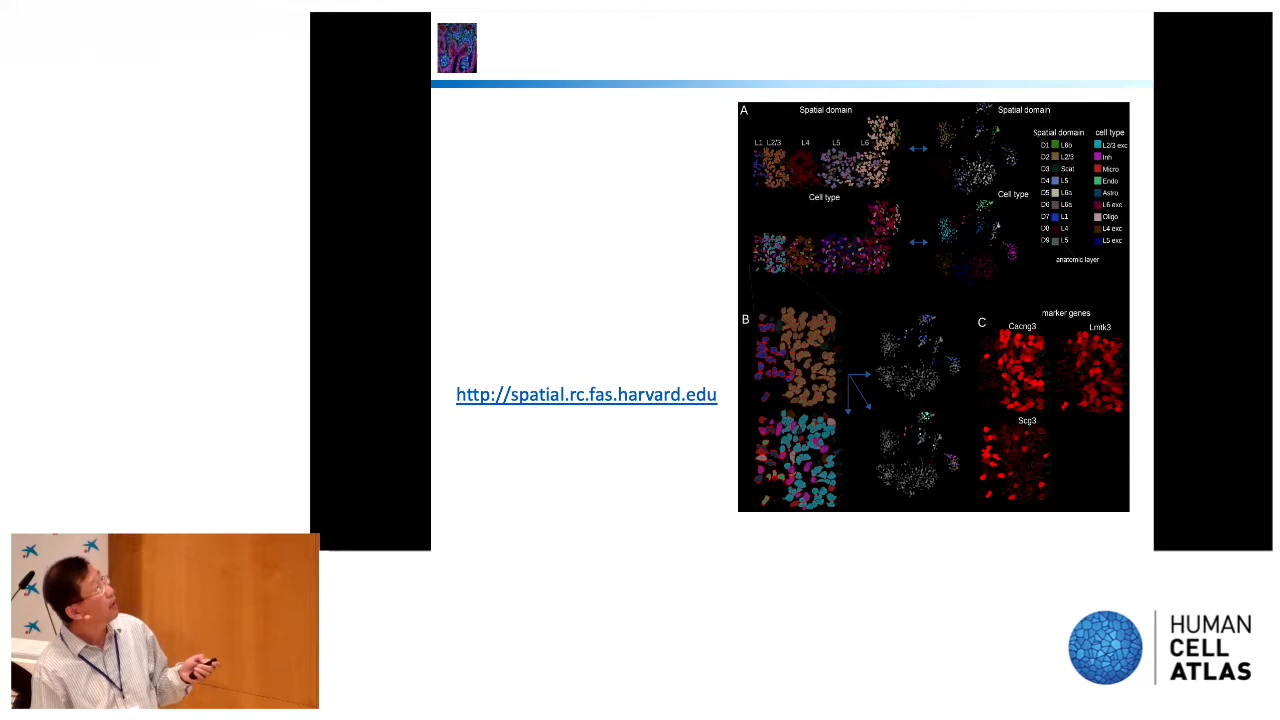 A
Spatial domain
Spatial domain
L1 L2/3 L4 L5 L6
Spatial domain
cell type
D1 L6b
L2/3 exc
D2 L2/3
Inh
D3 Scat
Micro
D4 L5
Endo
D5 L6a
Astro
D6 L6a
L6 exc
D7 L1
Oligo
D8 L4
L4 exc
D9 L5
L5 exc
anatomic layer
Cell type
Cell type
B
C
marker genes
Cacng3
Lmtk3
Scg3
http://spatial.rc.fas.harvard.edu
HUMAN
CELL
ATLAS